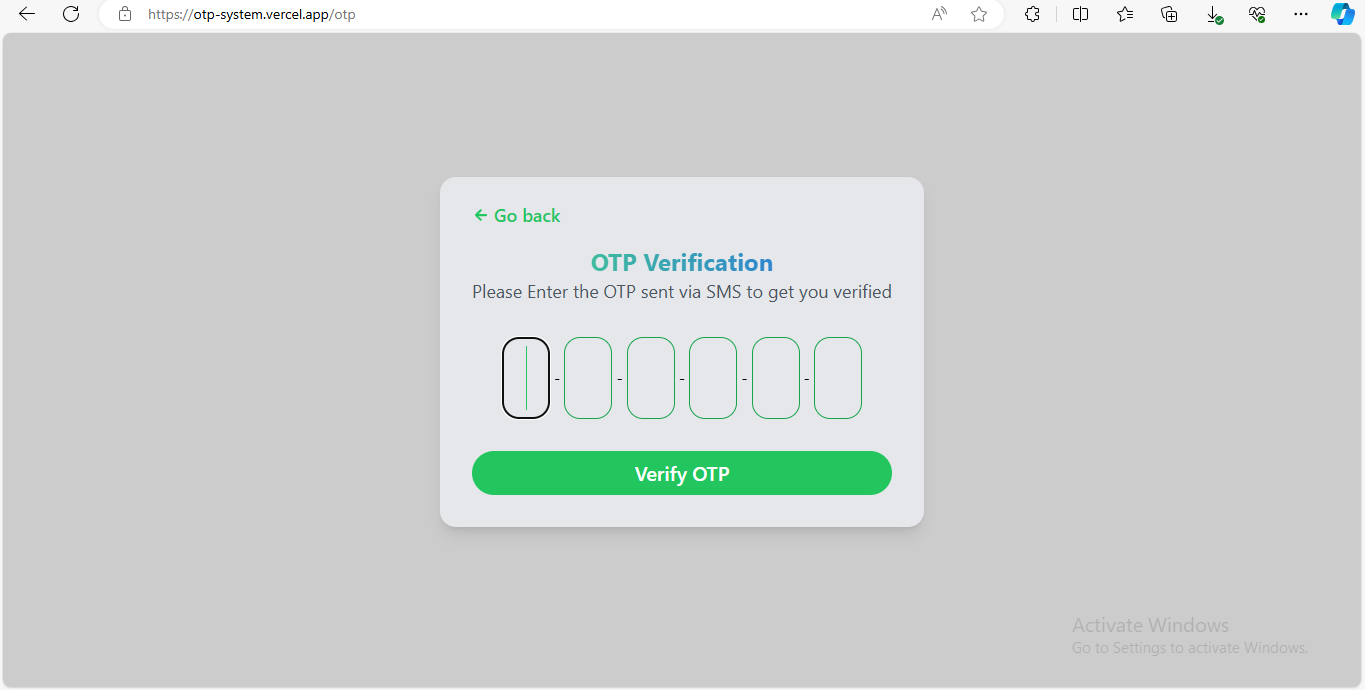 https://otp-system.vercel.app/otp
Go back
OTP Verification
Please Enter the OTP sent via SMS to get you verified
- - - - -
Verify OTP
Activate Windows
Go to Settings to activate Windows.